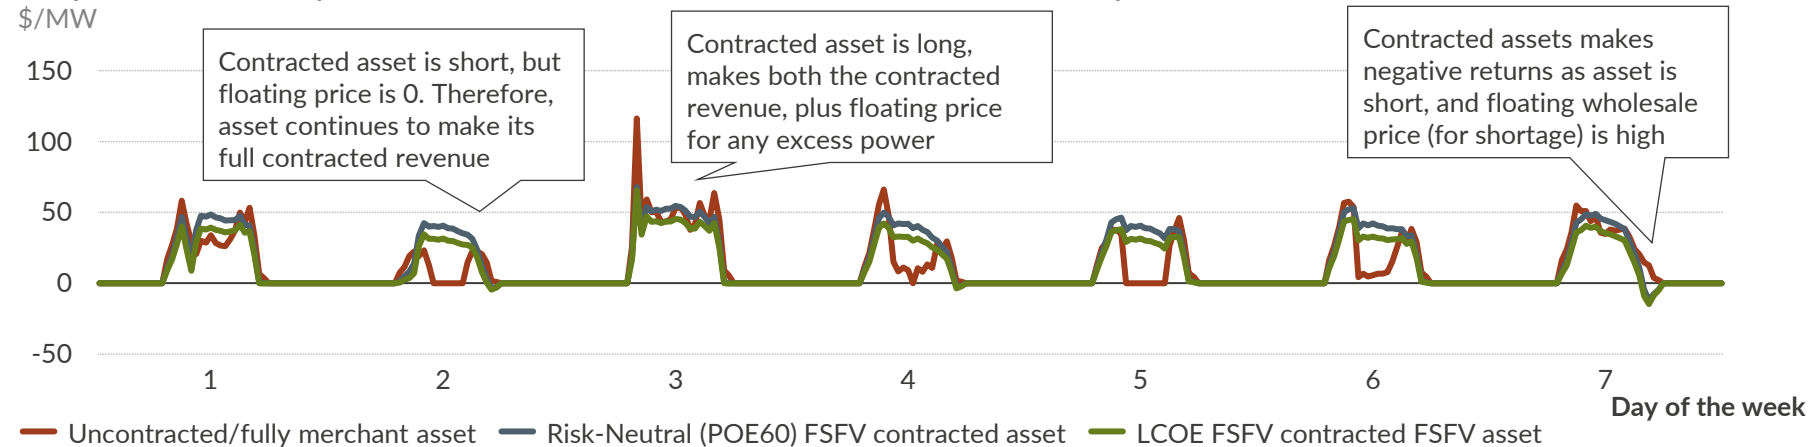 $/MW
Contracted asset is short, but
floating price is 0. Therefore,
asset continues to make its
full contracted revenue
Contracted asset is long,
makes both the contracted
revenue, plus floating price
for any excess power
Contracted assets makes
negative returns as asset is
short, and floating wholesale
price (for shortage) is high
150
100
50
0
-50
1 2 3 4 5 6 7
Day of the week
Uncontracted/fully merchant asset Risk-Neutral (POE60) FSFV contracted asset LCOE FSFV contracted FSFV asset